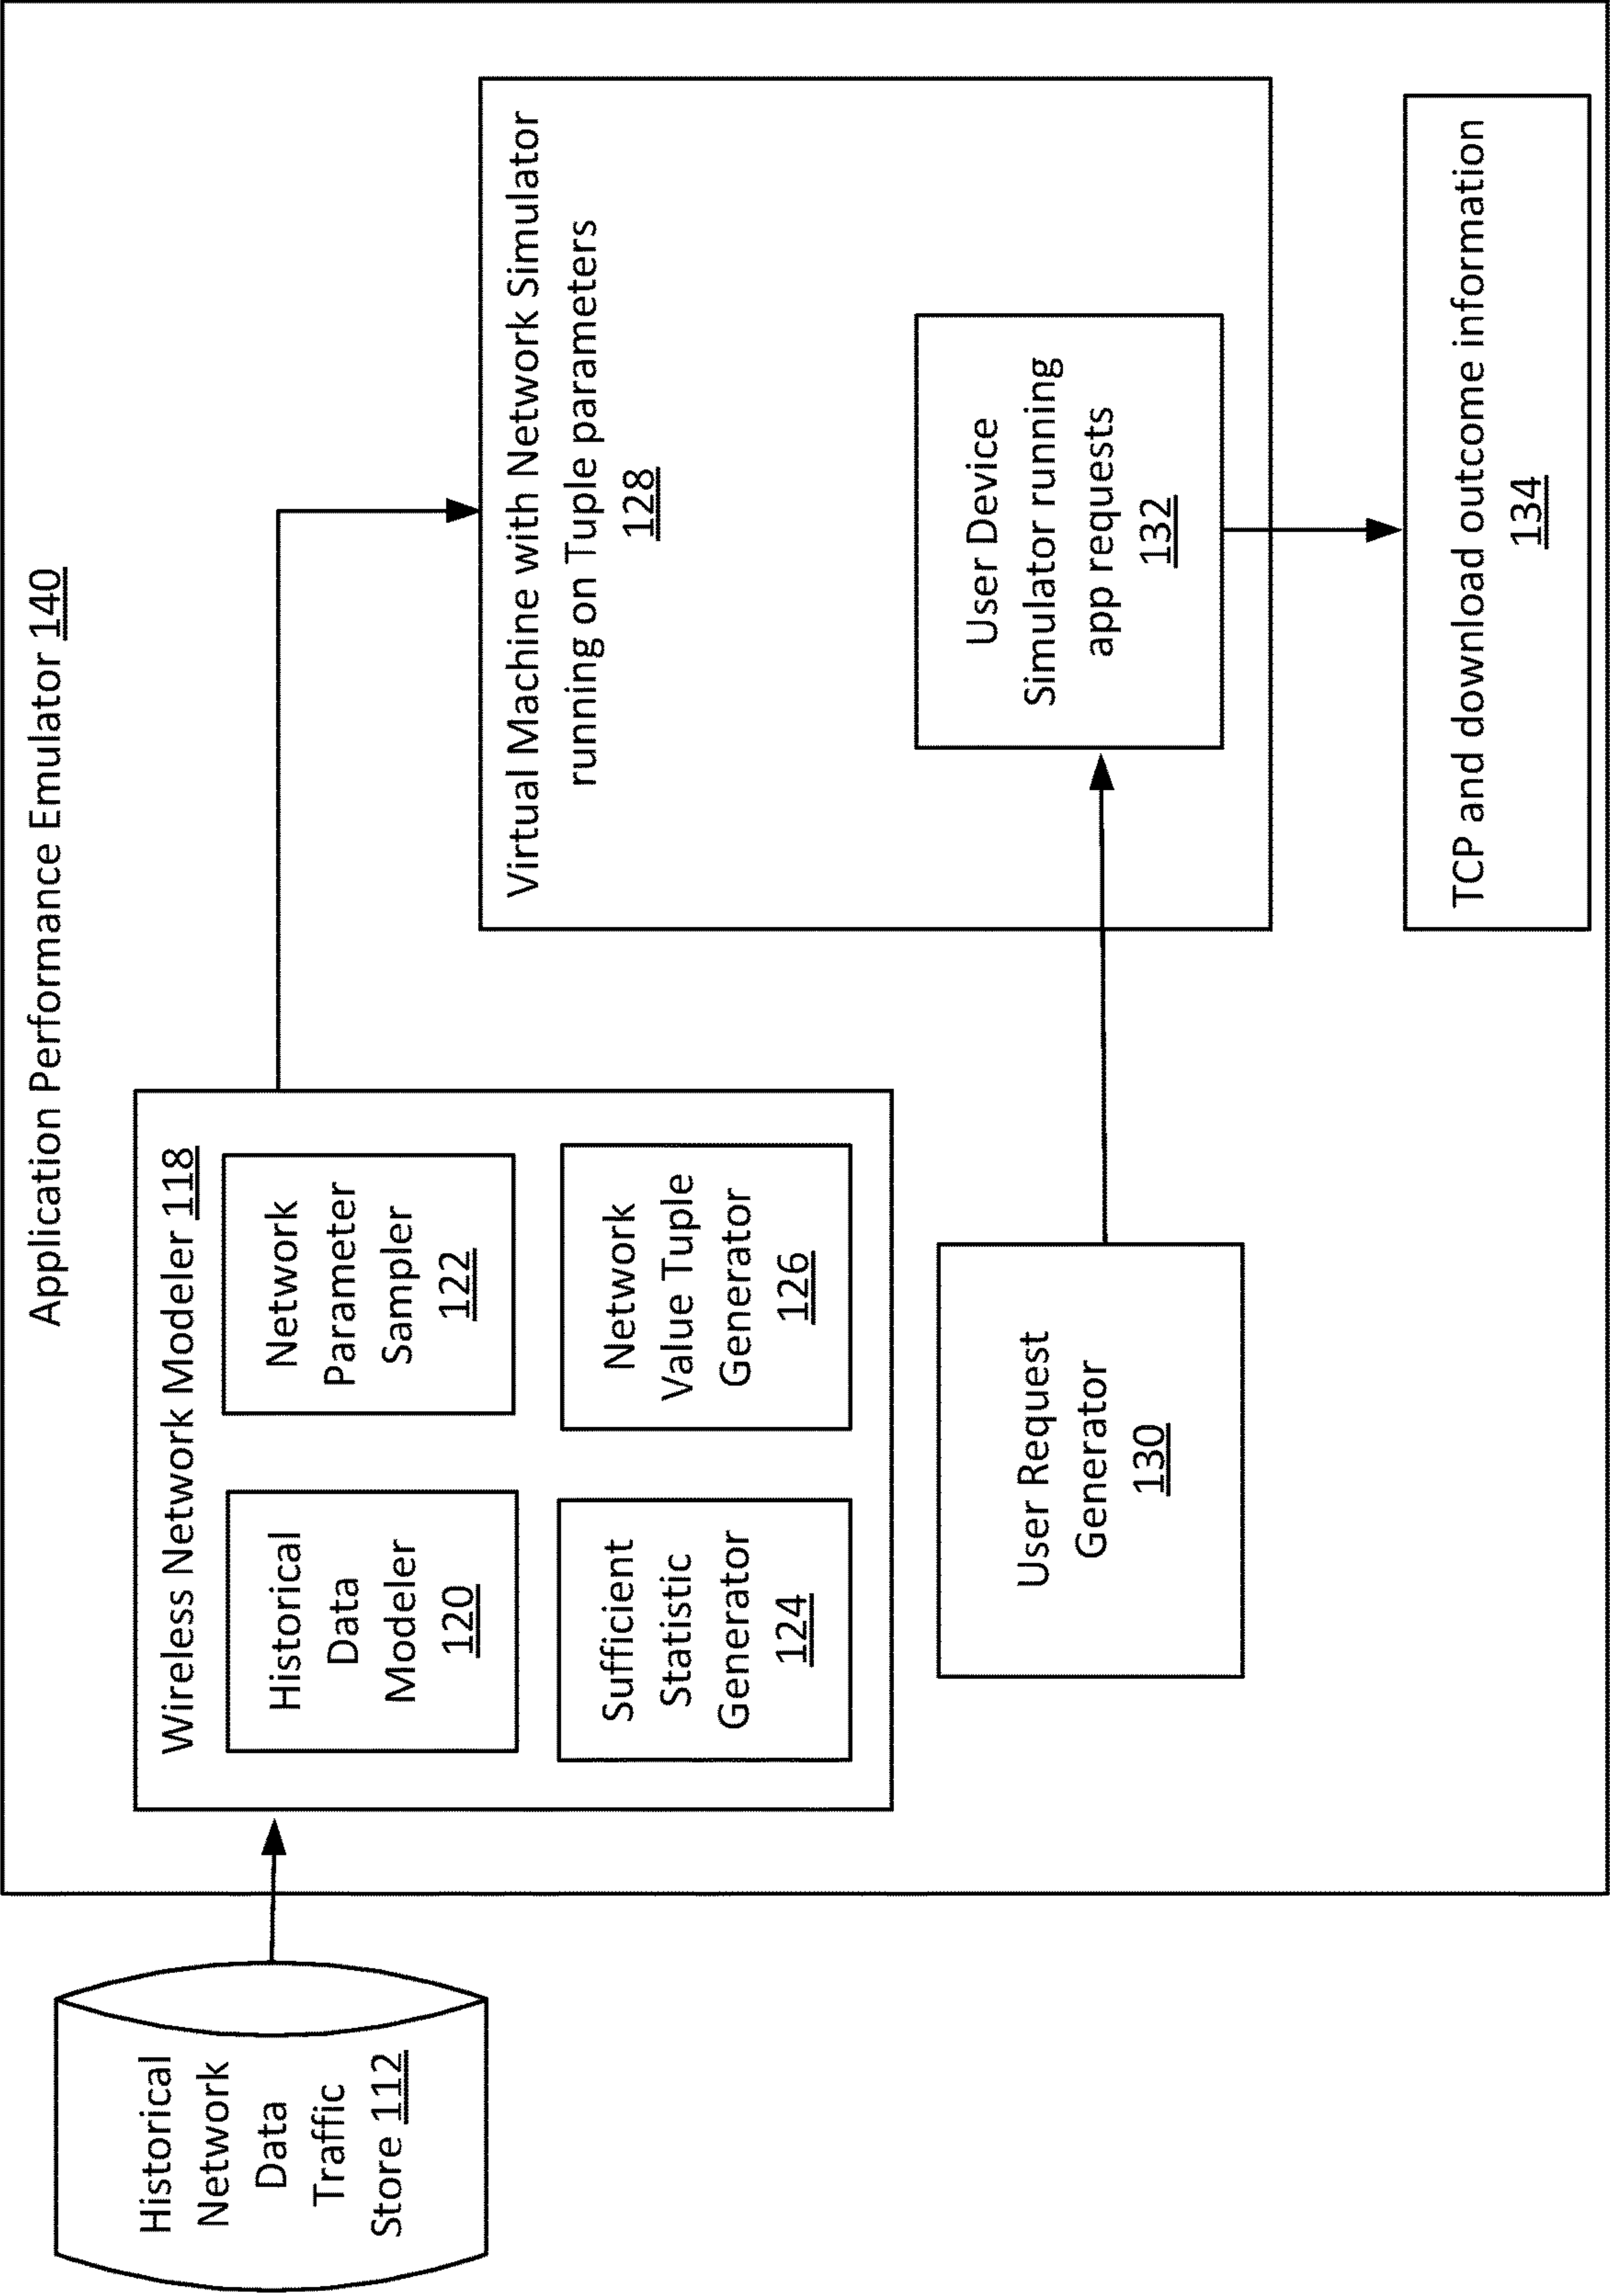 Application Performance Emulator 140
Historical
Network
Data
Traffic
Store 112
Wireless Network Modeler 118
Historical
Data
Modeler
120
Network
Parameter
Sampler
122
Sufficient
Statistic
Generator
124
Network
Value Tuple
Generator
126
User Request
Generator
130
Virtual Machine with Network Simulator
running on Tuple parameters
128
User Device
Simulator running
app requests
132
TCP and download outcome information
134